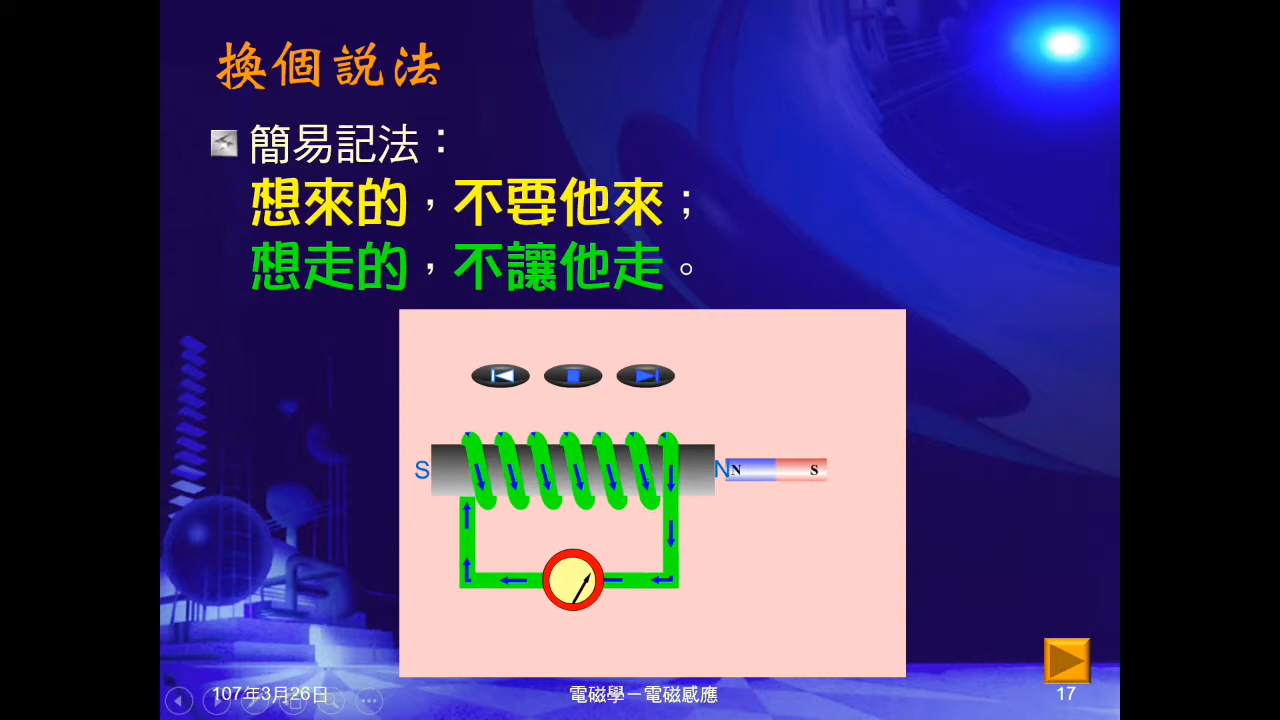 換個說法
簡易記法：
想來的，不要他來；
想走的，不讓他走。
S N N S
107年3月26日 電磁學－電磁感應 17